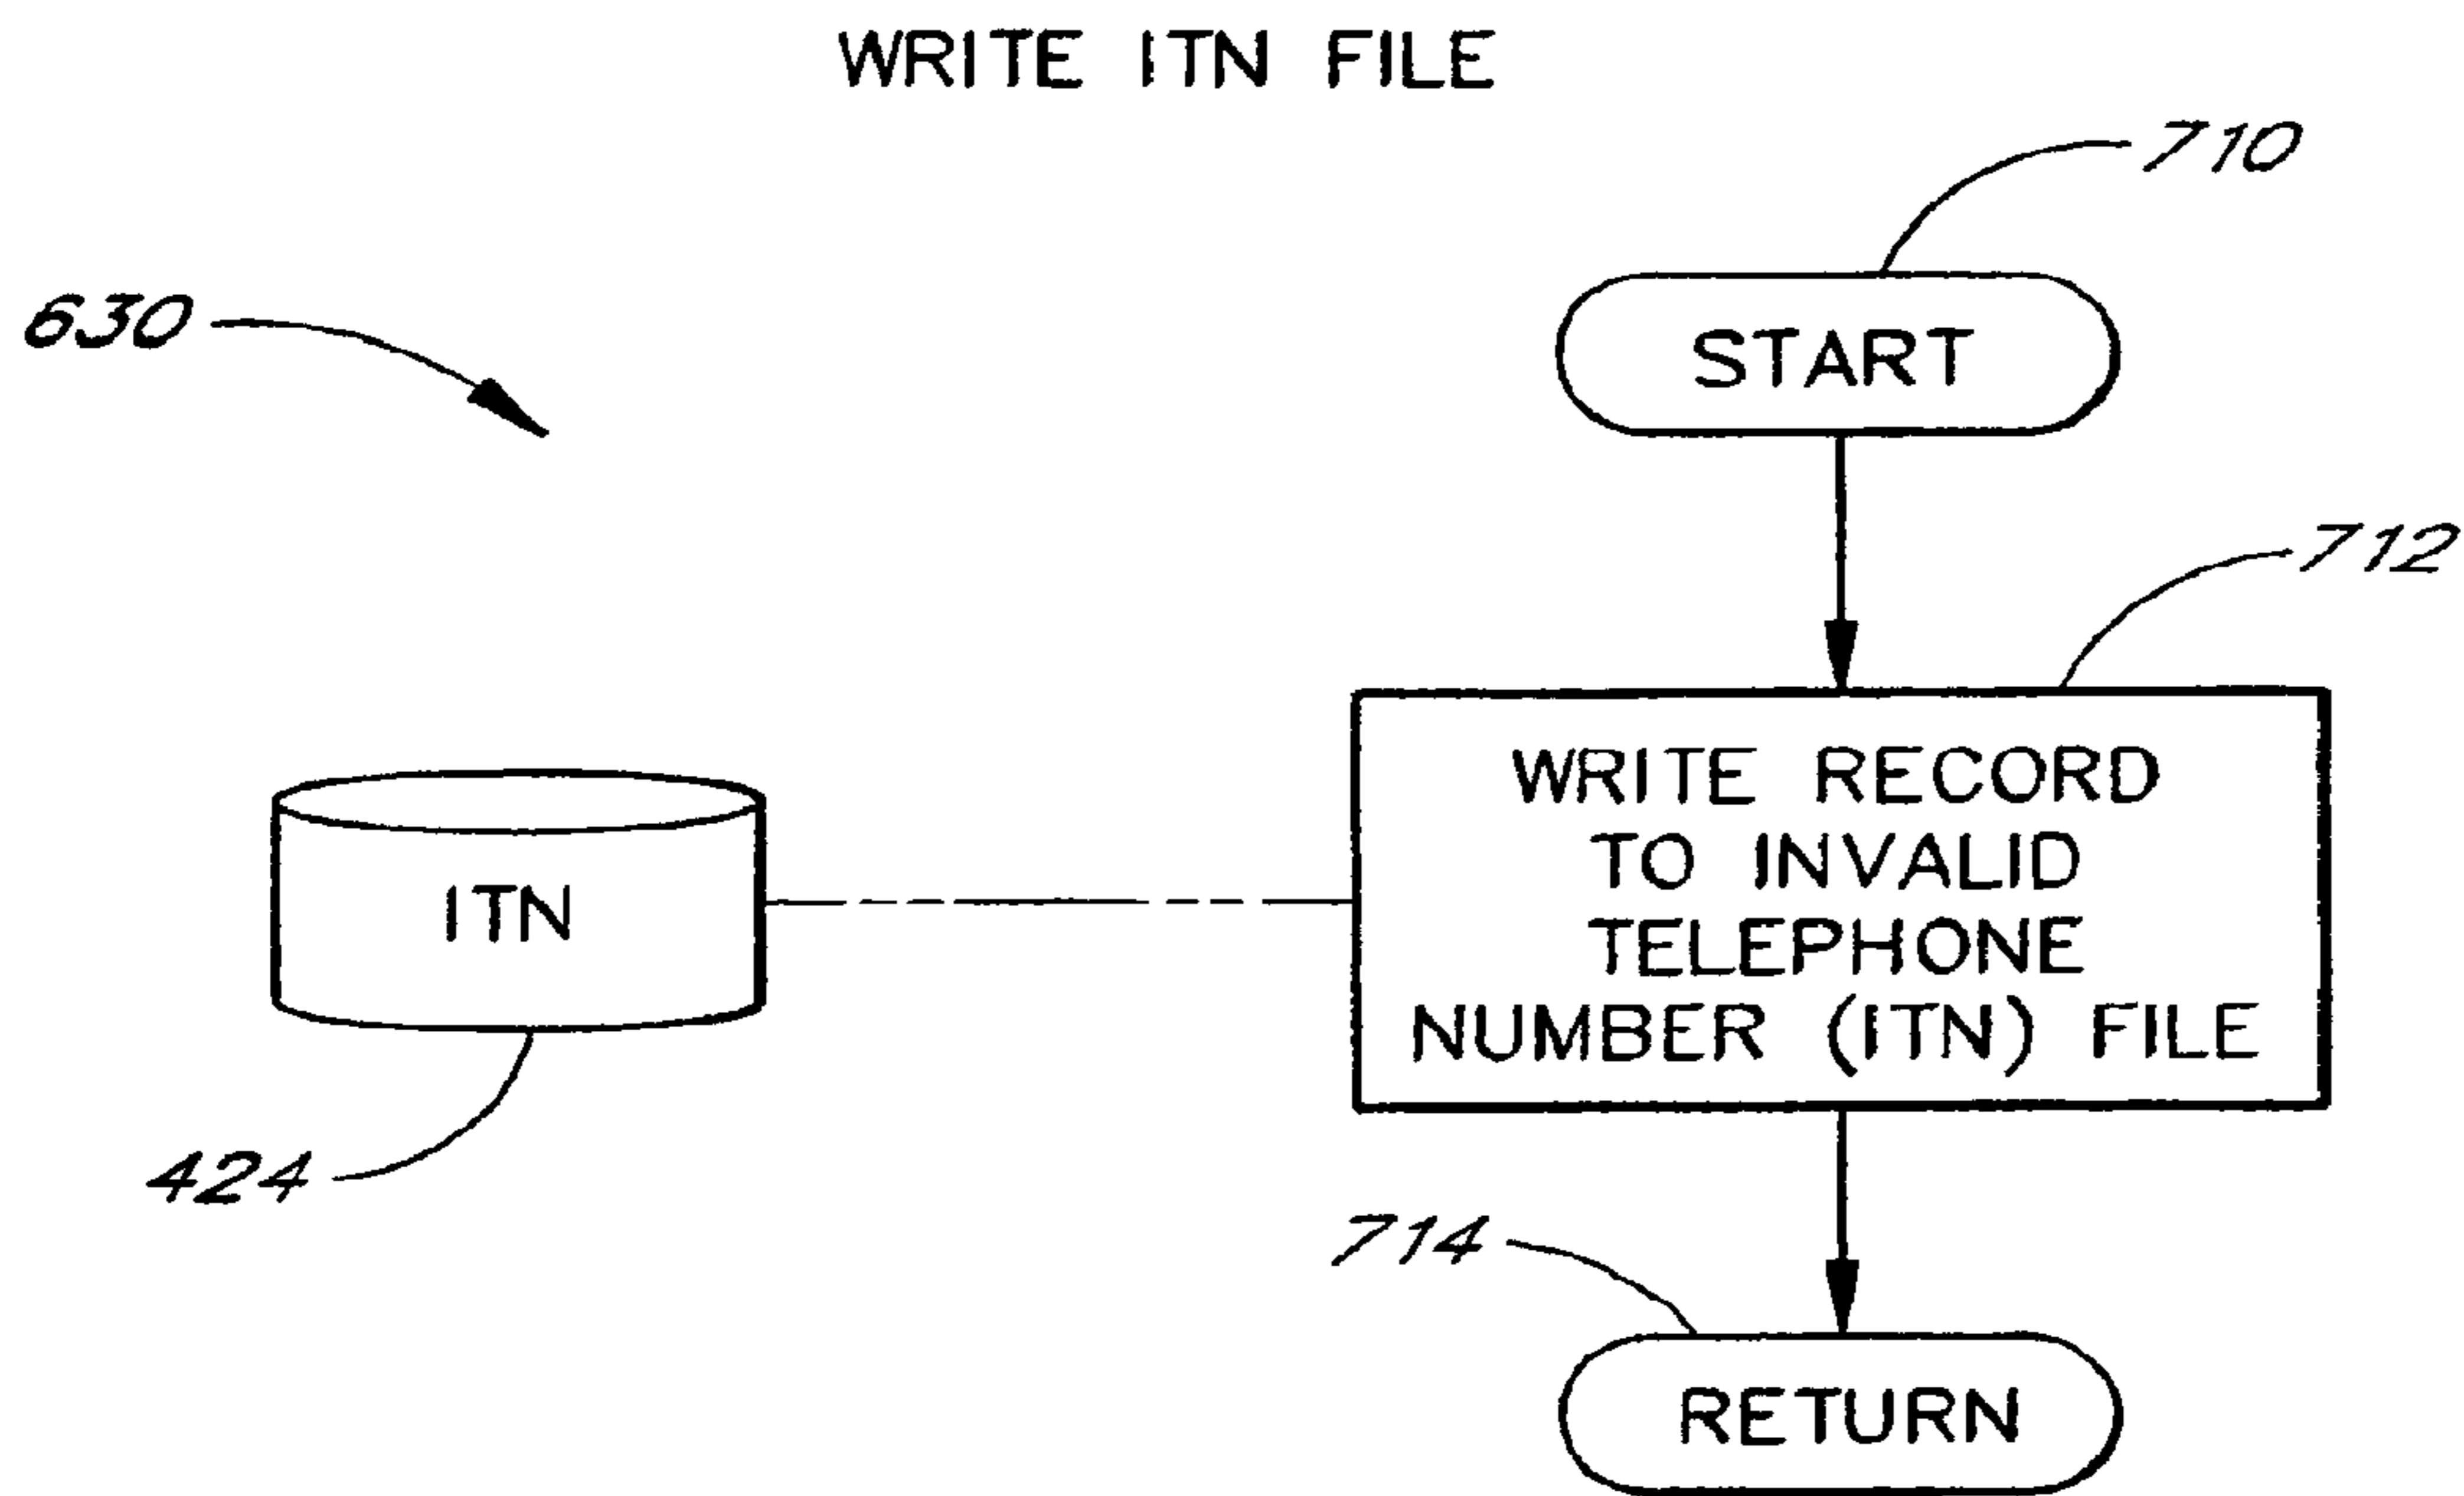 WRITE ITN FILE
710
630
START
712
WRITE RECORD
TO INVALID
TELEPHONE
NUMBER (ITN) FILE
ITN
424
714
RETURN